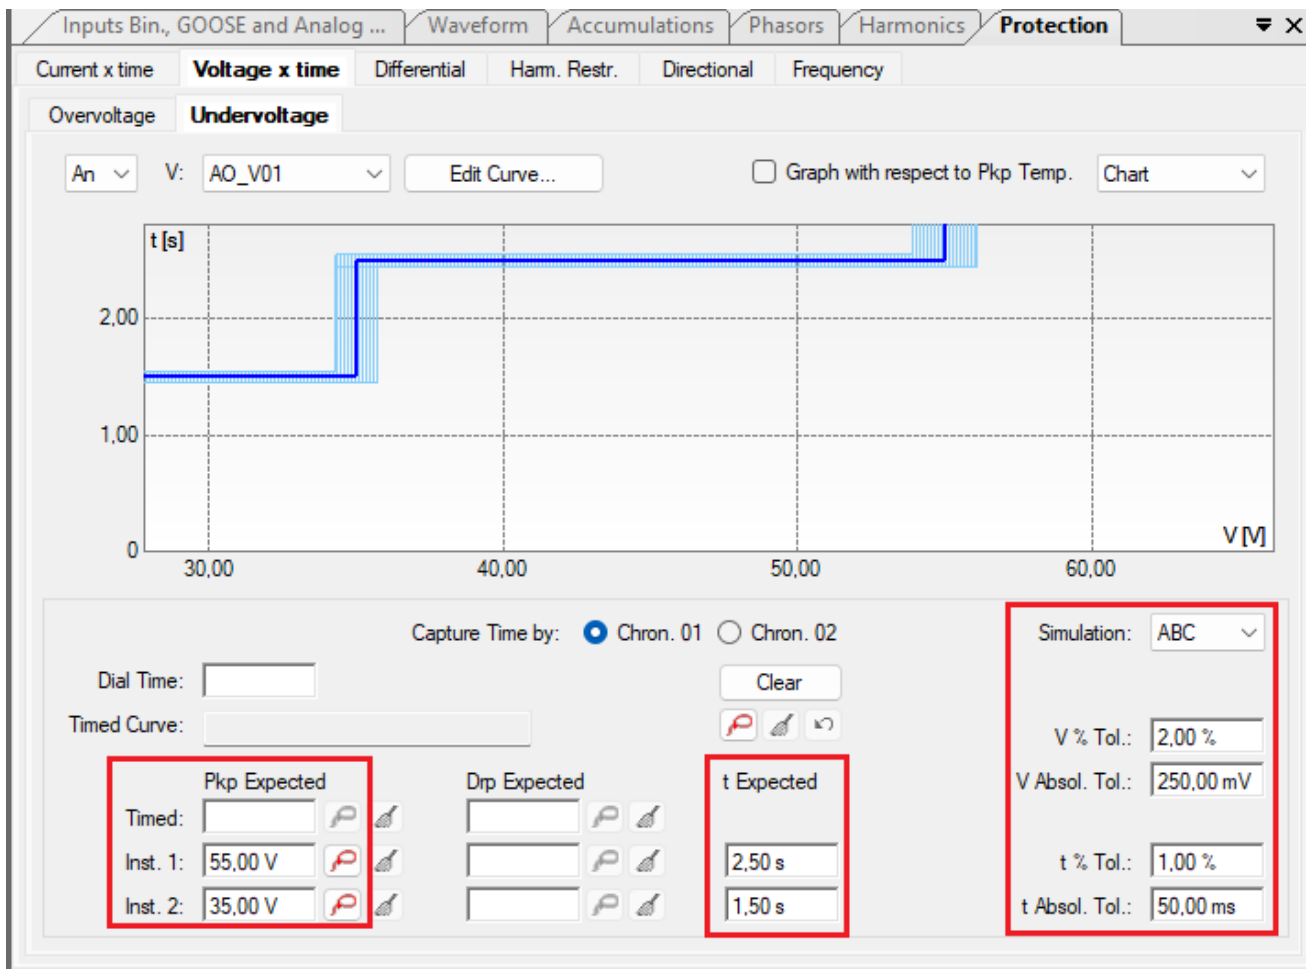 Inputs Bin., GOOSE and Analog ... Waveform Accumulations Phasors Harmonics Protection
Current x time Voltage x time Differential Harm. Restr. Directional Frequency
Overvoltage Undervoltage
An V: AO_V01 Edit Curve... Graph with respect to Pkp Temp. Chart
t [s]
2,00
1,00
0
V [V]
30,00 40,00 50,00 60,00
Capture Time by: Chron. 01 Chron. 02 Simulation: ABC
Dial Time: Clear
Timed Curve: V % Tol.: 2,00 %
Pkp Expected Drp Expected t Expected V Absol. Tol.: 250,00 mV
Timed:
Inst. 1: 55,00 V 2,50 s t % Tol.: 1,00 %
Inst. 2: 35,00 V 1,50 s t Absol. Tol.: 50,00 ms